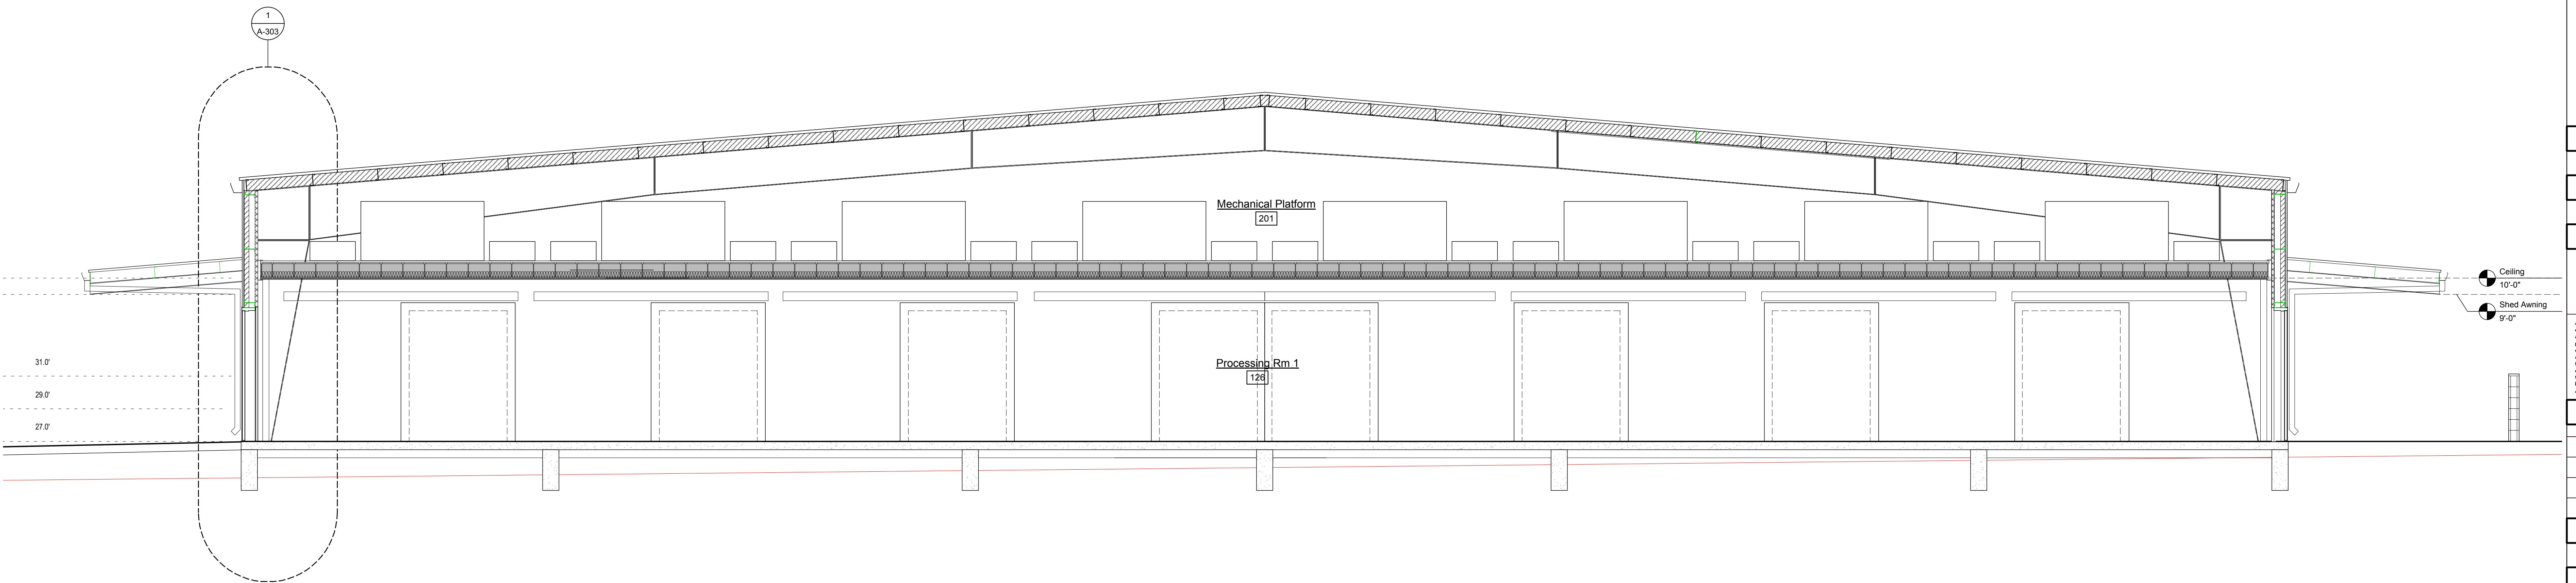 1
A-303
Mechanical Platform
201
Ceiling
10'-0"
Shed Awning
9'-0"
31.0'
Processing Rm 1
126
29.0'
27.0'